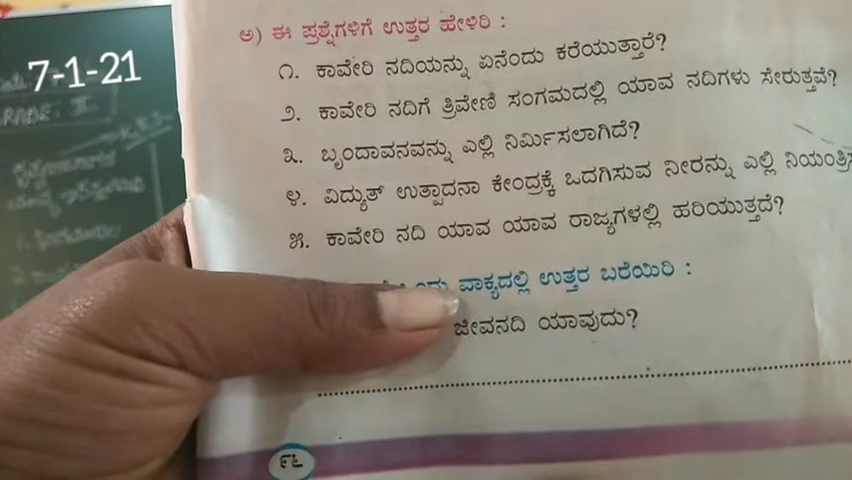 7-1-21
ಅ) ಈ ಪ್ರಶ್ನೆಗಳಿಗೆ ಉತ್ತರ ಹೇಳಿರಿ :
೧. ಕಾವೇರಿ ನದಿಯನ್ನು ಏನೆಂದು ಕರೆಯುತ್ತಾರೆ?
೨. ಕಾವೇರಿ ನದಿಗೆ ತ್ರಿವೇಣಿ ಸಂಗಮದಲ್ಲಿ ಯಾವ ನದಿಗಳು ಸೇರುತ್ತವೆ?
೩. ಬೃಂದಾವನವನ್ನು ಎಲ್ಲಿ ನಿರ್ಮಿಸಲಾಗಿದೆ?
೪. ವಿದ್ಯುತ್ ಉತ್ಪಾದನಾ ಕೇಂದ್ರಕ್ಕೆ ಒದಗಿಸುವ ನೀರನ್ನು ಎಲ್ಲಿ
೫. ಕಾವೇರಿ ನದಿ ಯಾವ ಯಾವ ರಾಜ್ಯಗಳಲ್ಲಿ ಹರಿಯುತ್ತದೆ?
ವಾಕ್ಯದಲ್ಲಿ ಉತ್ತರ ಬರೆಯಿರಿ :
ಜೀವನದಿ ಯಾವುದು?
೯೬